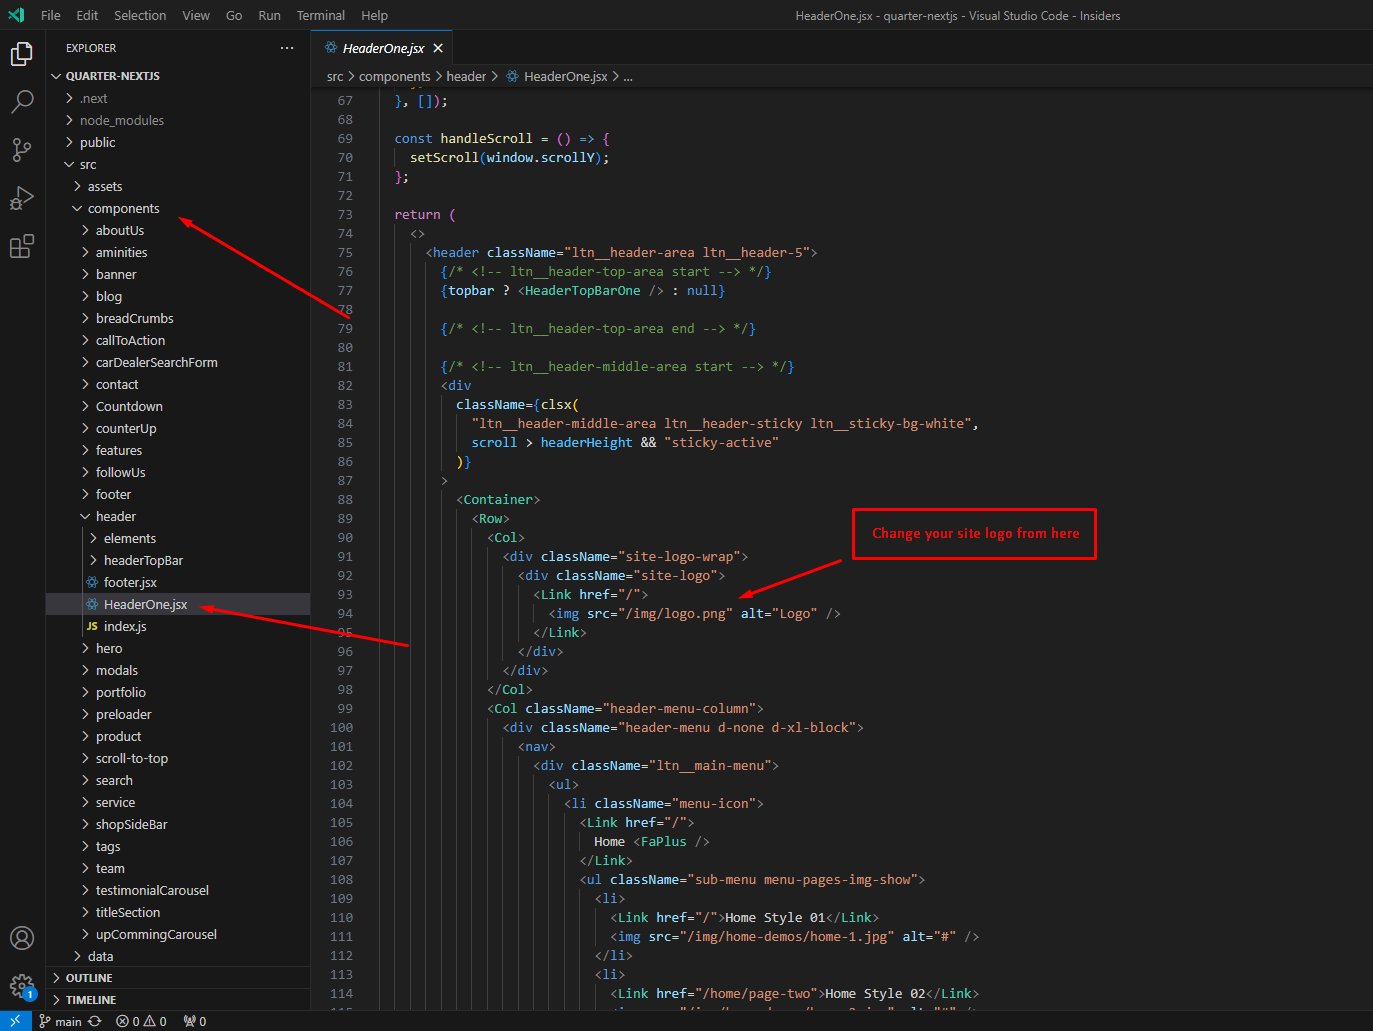 File Edit Selection View Go Run Terminal Help
HeaderOne.jsx - quarter-nextjs - Visual Studio Code - Insiders
EXPLORER
QUARTER-NEXTJS
.next
node_modules
public
src
assets
components
aboutUs
aminities
banner
blog
breadCrumbs
callToAction
carDealerSearchForm
contact
Countdown
counterUp
features
followUs
footer
header
elements
headerTopBar
footer.jsx
HeaderOne.jsx
JS index.js
hero
modals
portfolio
preloader
product
scroll-to-top
search
service
shopSideBar
tags
team
testimonialCarousel
titleSection
upCommingCarousel
data
OUTLINE
TIMELINE
HeaderOne.jsx
src > components > header > HeaderOne.jsx > ...
67 }, []);
68
69 const handleScroll = () => {
70 setScroll(window.scrollY);
71 };
72
73 return (
74 <>
75 <header className="ltn__header-area ltn__header-5">
76 {/* <!-- ltn__header-top-area start --> */}
77 {topbar ? <HeaderTopBarOne /> : null}
78
79 {/* <!-- ltn__header-top-area end --> */}
80
81 {/* <!-- ltn__header-middle-area start --> */}
82 <div
83 className={clsx(
84 "ltn__header-middle-area ltn__header-sticky ltn__sticky-bg-white",
85 scroll > headerHeight && "sticky-active"
86 )}
87 >
88 <Container>
89 <Row>
90 <Col>
91 <div className="site-logo-wrap">
92 <div className="site-logo">
93 <Link href="/">
94 <img src="/img/logo.png" alt="Logo" />
95 </Link>
96 </div>
97 </div>
98 </Col>
99 <Col className="header-menu-column">
100 <div className="header-menu d-none d-xl-block">
101 <nav>
102 <div className="ltn__main-menu">
103 <ul>
104 <li className="menu-icon">
105 <Link href="/">
106 Home <FaPlus />
107 </Link>
108 <ul className="sub-menu menu-pages-img-show">
109 <li>
110 <Link href="/">Home Style 01</Link>
111 <img src="/img/home-demos/home-1.jpg" alt="#" />
112 </li>
113 <li>
114 <Link href="/home/page-two">Home Style 02</Link>
Change your site logo from here
1
main 0 0 0